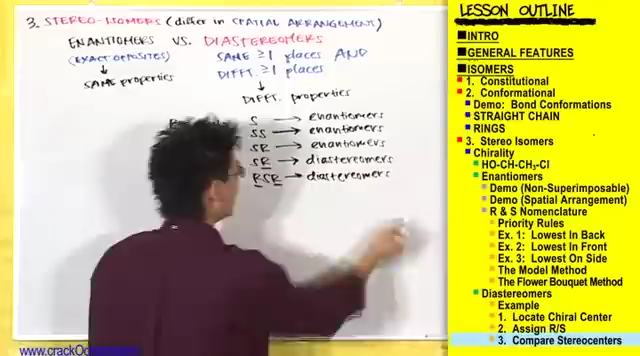 3. STEREO-ISOMERS (differ in SPATIAL ARRANGEMENT)
ENANTIOMERS VS. DIASTEREOMERS
(EXACT OPPOSITES) SAME ≥1 places AND
DIFFT. ≥1 places
SAME properties
DIFFT. properties
S → enantiomers
SS → enantiomers
SR → enantiomers
SR → diastereomers
RSR → diastereomers
LESSON OUTLINE
INTRO
GENERAL FEATURES
ISOMERS
1. Constitutional
2. Conformational
Demo: Bond Conformations
STRAIGHT CHAIN
RINGS
3. Stereo Isomers
Chirality
HO-CH-CH3-Cl
Enantiomers
Demo (Non-Superimposable)
Demo (Spatial Arrangement)
R & S Nomenclature
Priority Rules
Ex. 1: Lowest In Back
Ex. 2: Lowest In Front
Ex. 3: Lowest On Side
The Model Method
The Flower Bouquet Method
Diastereomers
Example
1. Locate Chiral Center
2. Assign R/S
3. Compare Stereocenters